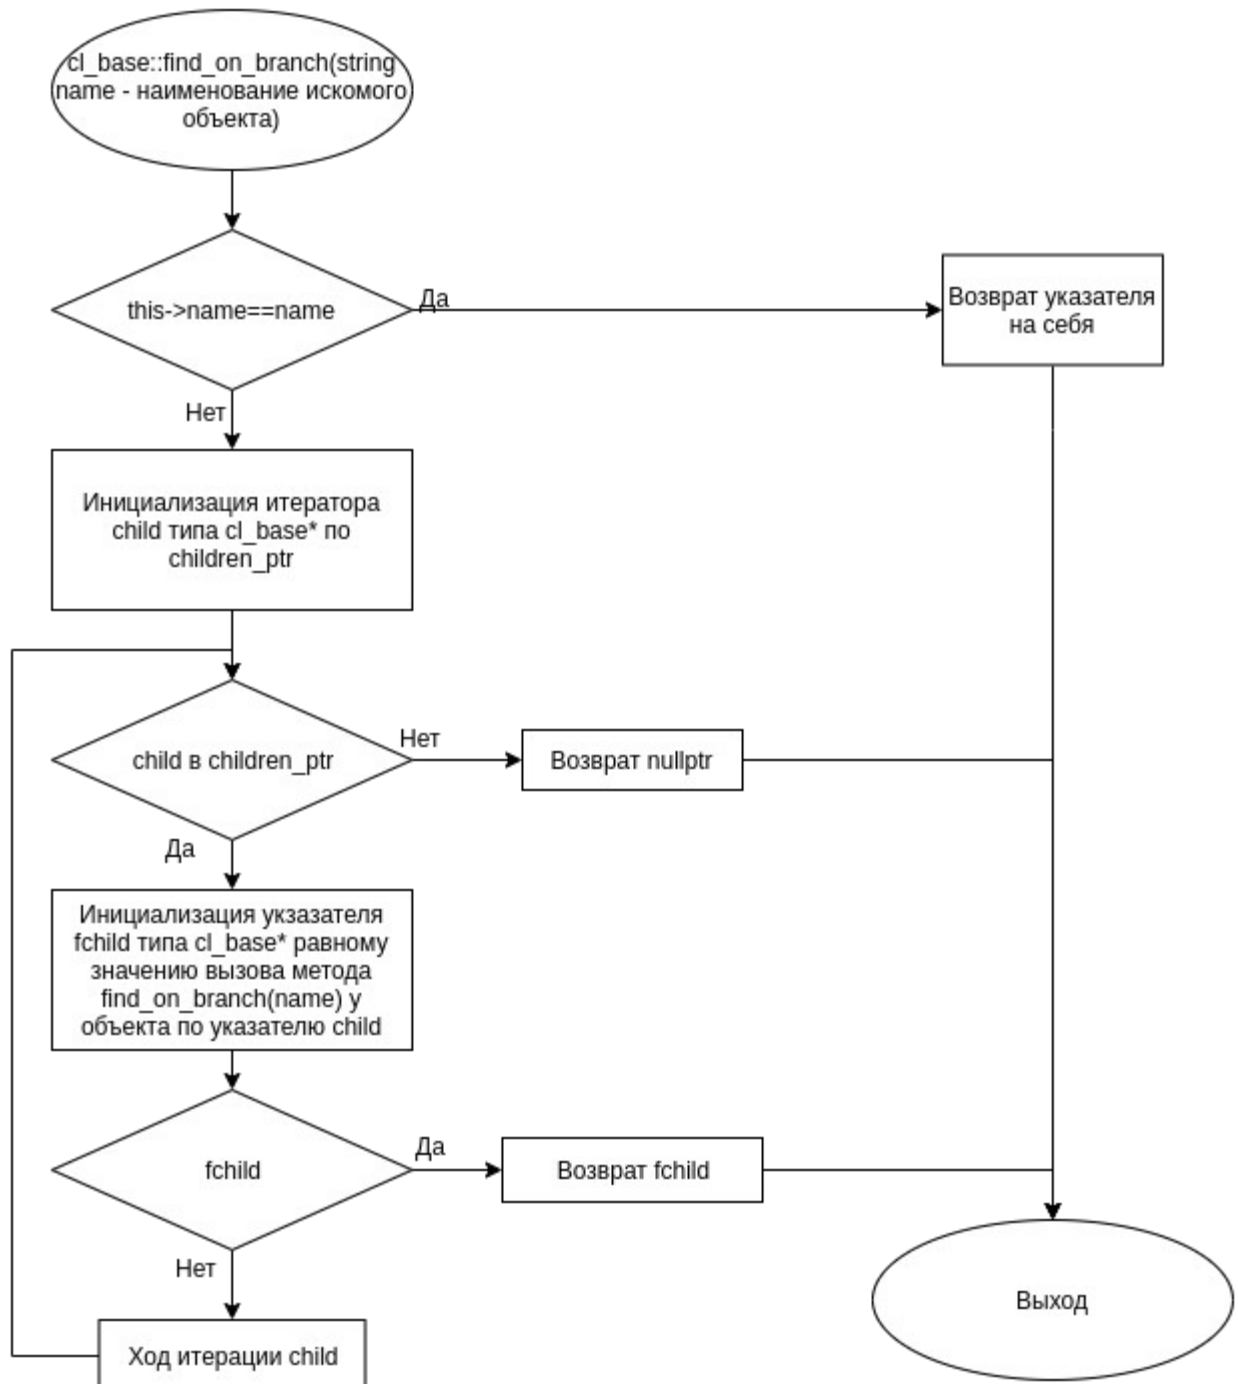 cl_base::find_on_branch(string
name - наименование искомого
объекта)
this->name==name
Да
Возврат указателя
на себя
Нет
Инициализация итератора
child типа cl_base* по
children_ptr
child в children_ptr
Нет
Возврат nullptr
Да
Инициализация укзазателя
fchild типа cl_base* равному
значению вызова метода
find_on_branch(name) у
объекта по указателю child
fchild
Да
Возврат fchild
Нет
Выход
Ход итерации child